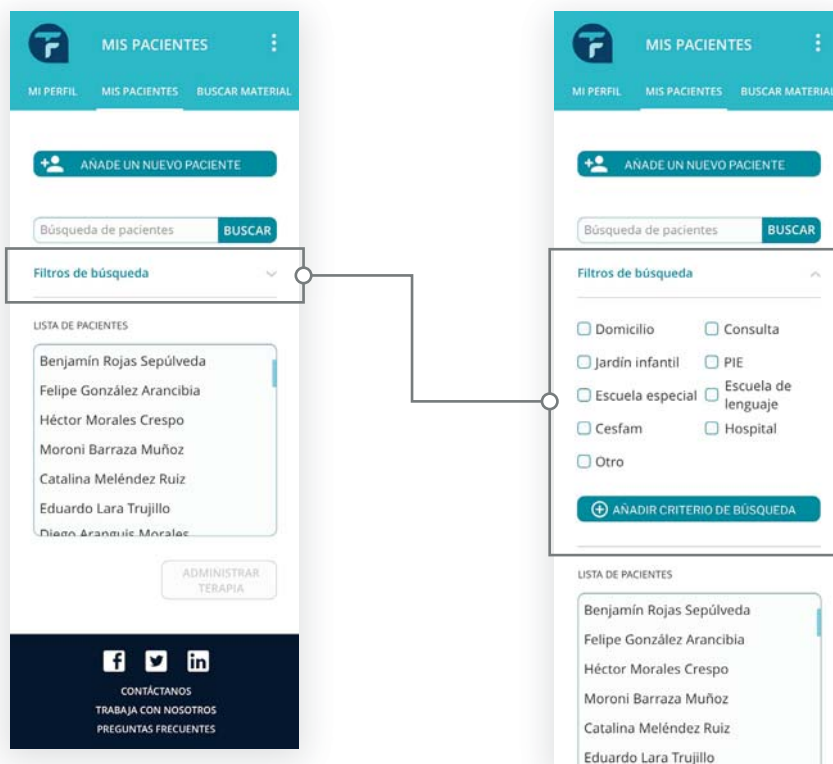 MIS PACIENTES
MI PERFIL MIS PACIENTES BUSCAR MATERIAL
AÑADE UN NUEVO PACIENTE
Búsqueda de pacientes BUSCAR
Filtros de búsqueda
LISTA DE PACIENTES
Benjamín Rojas Sepúlveda
Felipe González Arancibia
Héctor Morales Crespo
Moroni Barraza Muñoz
Catalina Meléndez Ruiz
Eduardo Lara Trujillo
Diego Aranguis Morales
ADMINISTRAR
TERAPIA
CONTÁCTANOS
TRABAJA CON NOSOTROS
PREGUNTAS FRECUENTES
MIS PACIENTES
MI PERFIL MIS PACIENTES BUSCAR MATERIAL
AÑADE UN NUEVO PACIENTE
Búsqueda de pacientes BUSCAR
Filtros de búsqueda
Domicilio Consulta
Jardín infantil PIE
Escuela especial Escuela de
lenguaje
Cesfam Hospital
Otro
AÑADIR CRITERIO DE BÚSQUEDA
LISTA DE PACIENTES
Benjamín Rojas Sepúlveda
Felipe González Arancibia
Héctor Morales Crespo
Moroni Barraza Muñoz
Catalina Meléndez Ruiz
Eduardo Lara Trujillo